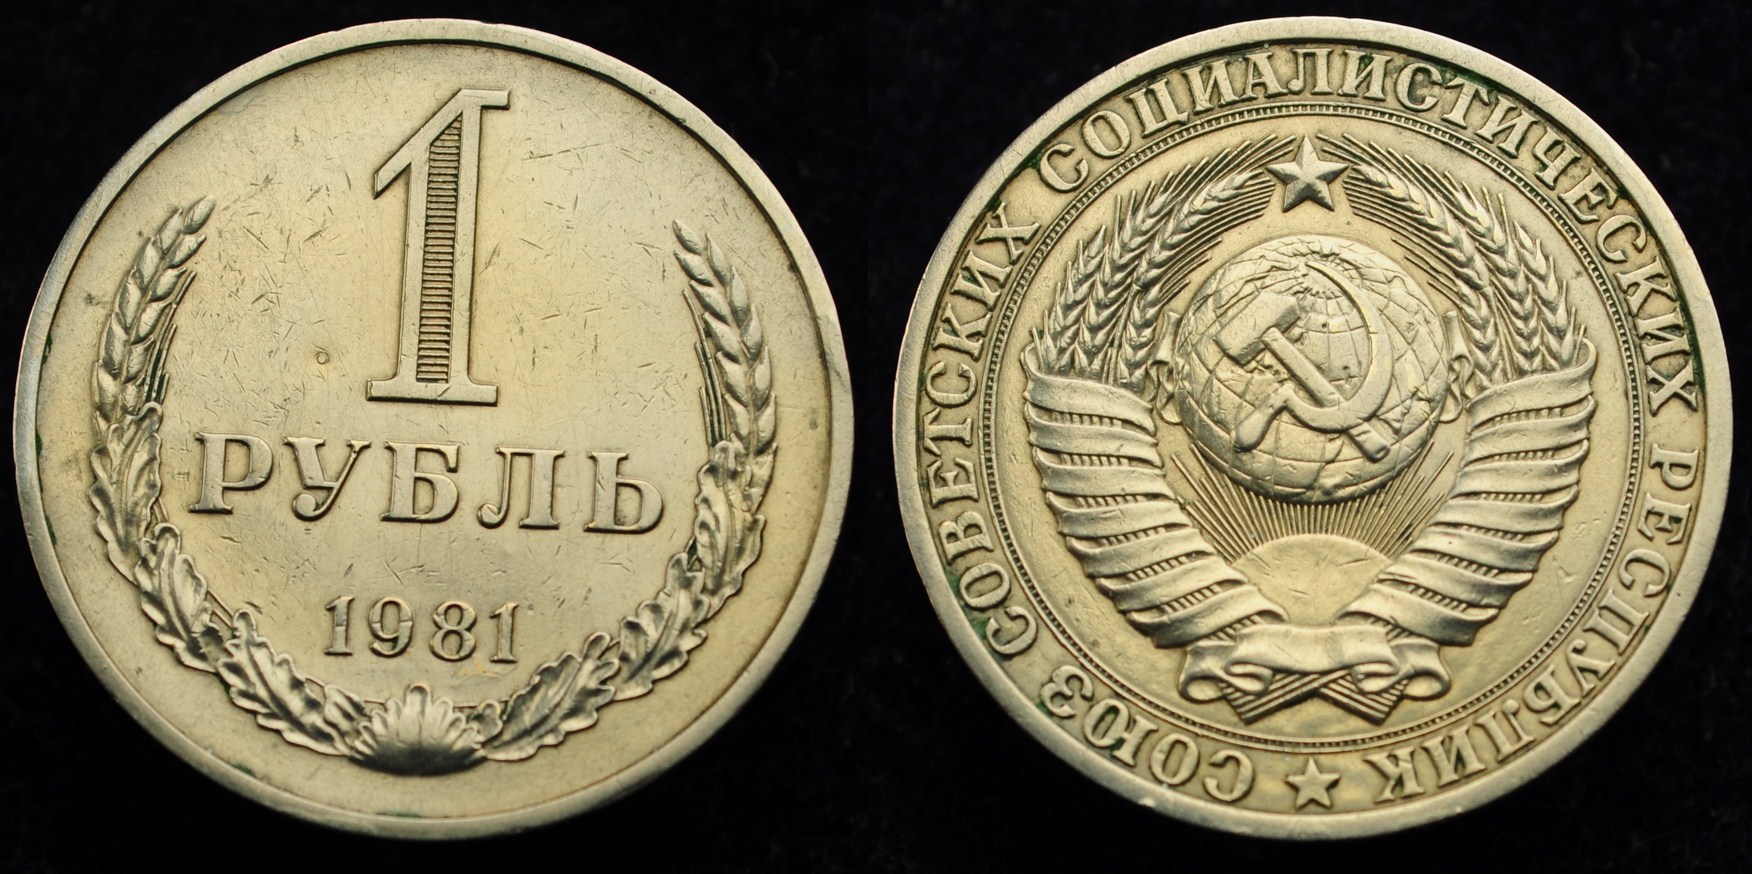 1
РУБЛЬ
1981
СОЮЗ СОВЕТСКИХ СОЦИАЛИСТИЧЕСКИХ РЕСПУБЛИК